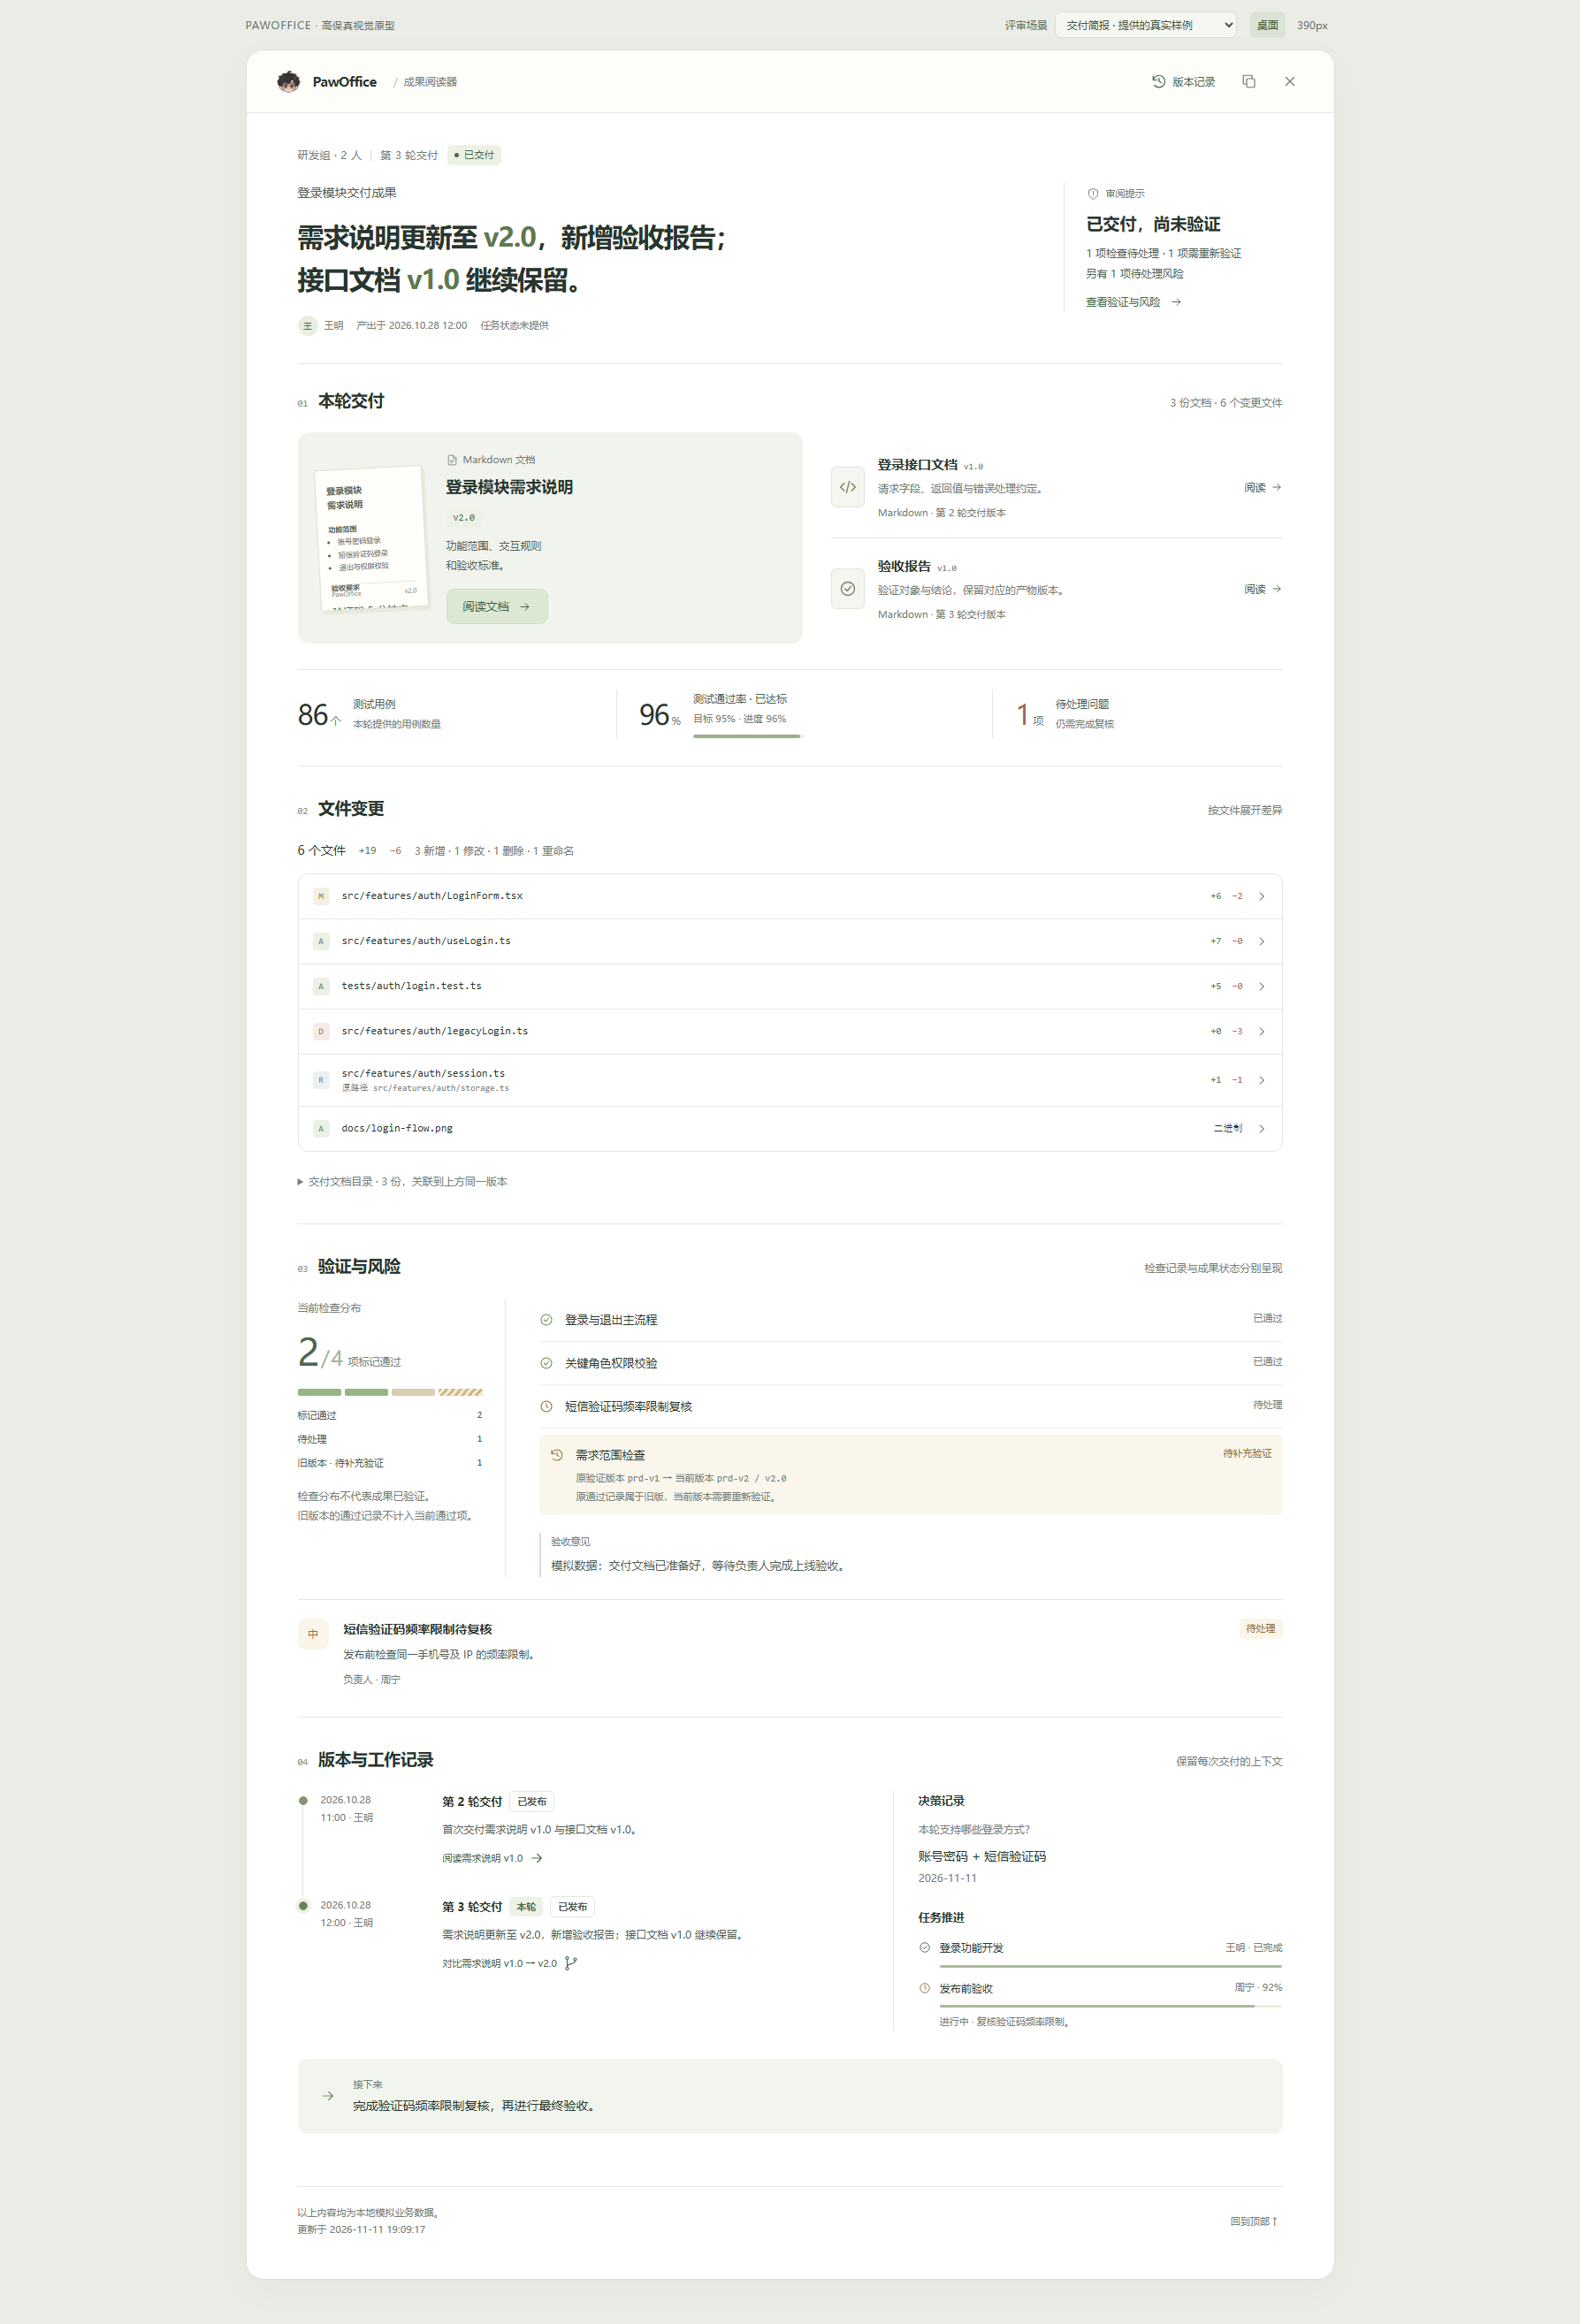 PAWOFFICE · 高保真视觉原型
评审场景 交付简报 · 提供的真实样例 桌面 390px
PawOffice / 成果阅读器
版本记录
研发组 · 2 人 | 第 3 轮交付 • 已交付
登录模块交付成果
需求说明更新至 v2.0，新增验收报告；
接口文档 v1.0 继续保留。
王 王明 产出于 2026.10.28 12:00 任务状态未提供
审阅提示
已交付，尚未验证
1 项检查待处理 · 1 项需重新验证
另有 1 项待处理风险
查看验证与风险 →
01 本轮交付
3 份文档 · 6 个变更文件
登录模块
需求说明
功能范围
• 账号密码登录
• 短信验证码登录
• 退出与权限校验
验收要求
PawOffice v2.0
Markdown 文档
登录模块需求说明
v2.0
功能范围、交互规则
和验收标准。
阅读文档 →
登录接口文档 v1.0
请求字段、返回值与错误处理约定。
Markdown · 第 2 轮交付版本
阅读 →
验收报告 v1.0
验证对象与结论，保留对应的产物版本。
Markdown · 第 3 轮交付版本
阅读 →
86 个
测试用例
本轮提供的用例数量
96 %
测试通过率 · 已达标
目标 95% · 进度 96%
1 项
待处理问题
仍需完成复核
02 文件变更
按文件展开差异
6 个文件 +19 −6 3 新增 · 1 修改 · 1 删除 · 1 重命名
M src/features/auth/LoginForm.tsx +6 −2
A src/features/auth/useLogin.ts +7 −0
A tests/auth/login.test.ts +5 −0
D src/features/auth/legacyLogin.ts +0 −3
R src/features/auth/session.ts +1 −1
原路径 src/features/auth/storage.ts
A docs/login-flow.png 二进制
▶ 交付文档目录 · 3 份，关联到上方同一版本
03 验证与风险
检查记录与成果状态分别呈现
当前检查分布
2/4 项标记通过
标记通过 2
待处理 1
旧版本 · 待补充验证 1
检查分布不代表成果已验证。
旧版本的通过记录不计入当前通过项。
登录与退出主流程 已通过
关键角色权限校验 已通过
短信验证码频率限制复核 待处理
需求范围检查 待补充验证
原验证版本 prd-v1 → 当前版本 prd-v2 / v2.0
原通过记录属于旧版，当前版本需要重新验证。
验收意见
模拟数据：交付文档已准备好，等待负责人完成上线验收。
中 短信验证码频率限制待复核 待处理
发布前检查同一手机号及 IP 的频率限制。
负责人 · 周宁
04 版本与工作记录
保留每次交付的上下文
2026.10.28
11:00 · 王明
第 2 轮交付 已发布
首次交付需求说明 v1.0 与接口文档 v1.0。
阅读需求说明 v1.0 →
2026.10.28
12:00 · 王明
第 3 轮交付 本轮 已发布
需求说明更新至 v2.0，新增验收报告；接口文档 v1.0 继续保留。
对比需求说明 v1.0 → v2.0
决策记录
本轮支持哪些登录方式？
账号密码 + 短信验证码
2026-11-11
任务推进
登录功能开发 王明 · 已完成
发布前验收 周宁 · 92%
进行中 · 复核验证码频率限制。
→ 接下来
完成验证码频率限制复核，再进行最终验收。
以上内容均为本地模拟业务数据。
更新于 2026-11-11 19:09:17
回到顶部 ↑